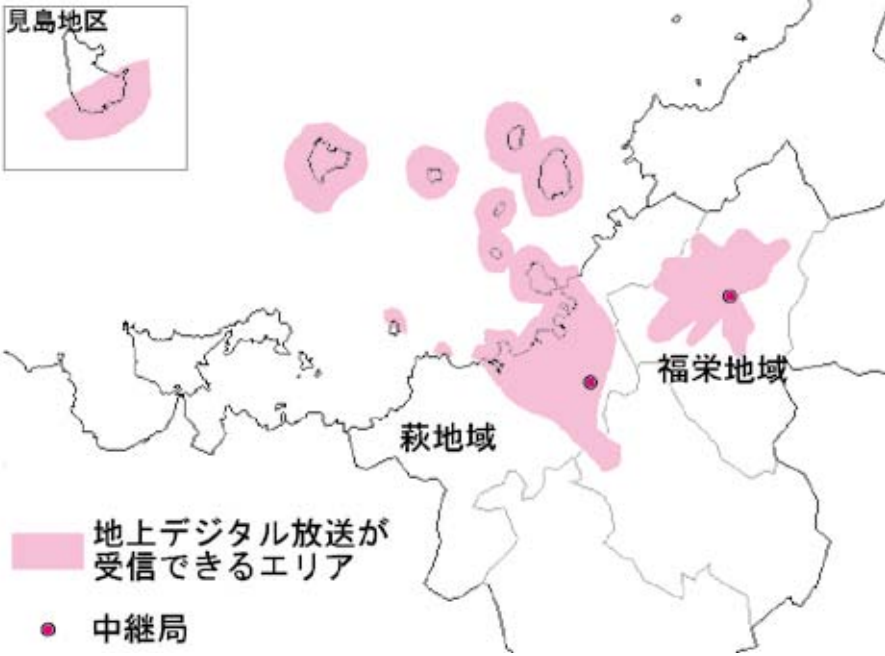 見島地区
福栄地域
萩地域
地上デジタル放送が
受信できるエリア
中継局